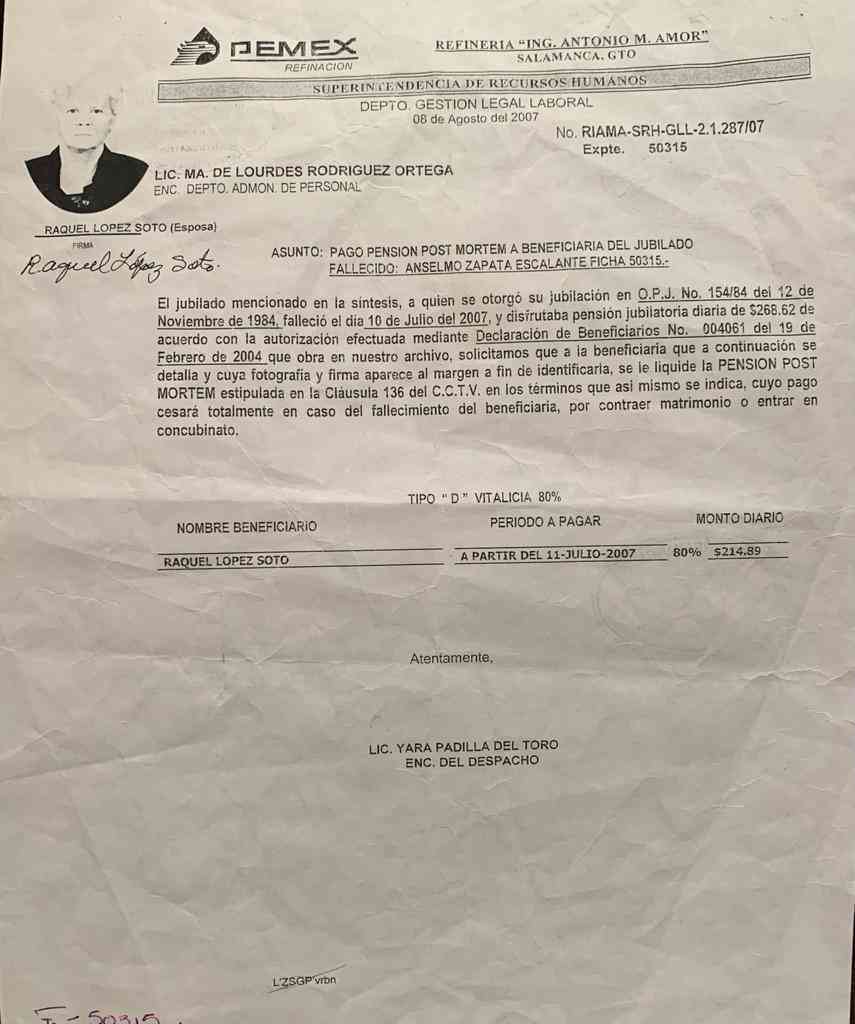 PEMEX
REFINACION
REFINERIA "ING. ANTONIO M. AMOR"
SALAMANCA, GTO
SUPERINTENDENCIA DE RECURSOS HUMANOS
DEPTO. GESTION LEGAL LABORAL
08 de Agosto del 2007
No. RIAMA-SRH-GLL-2.1.287/07
Expte. 50315
LIC. MA. DE LOURDES RODRIGUEZ ORTEGA
ENC. DEPTO. ADMON. DE PERSONAL
RAQUEL LOPEZ SOTO (Esposa)
FIRMA
Raquel López Soto.
ASUNTO: PAGO PENSION POST MORTEM A BENEFICIARIA DEL JUBILADO
FALLECIDO: ANSELMO ZAPATA ESCALANTE FICHA 50315.-
El jubilado mencionado en la síntesis, a quien se otorgó su jubilación en O.P.J. No. 154/84 del 12 de
Noviembre de 1984, falleció el día 10 de Julio del 2007, y disfrutaba pensión jubilatoria diaria de $268.62 de
acuerdo con la autorización efectuada mediante Declaración de Beneficiarios No. 004061 del 19 de
Febrero de 2004 que obra en nuestro archivo, solicitamos que a la beneficiaria que a continuación se
detalla y cuya fotografía y firma aparece al margen a fin de identificarla, se le liquide la PENSION POST
MORTEM estipulada en la Cláusula 136 del C.C.T.V. en los términos que así mismo se indica, cuyo pago
cesará totalmente en caso del fallecimiento del beneficiaria, por contraer matrimonio o entrar en
concubinato.
TIPO " D " VITALICIA 80%
NOMBRE BENEFICIARIO PERIODO A PAGAR MONTO DIARIO
RAQUEL LOPEZ SOTO A PARTIR DEL 11-JULIO-2007 80% $214.89
Atentamente,
LIC. YARA PADILLA DEL TORO
ENC. DEL DESPACHO
L'ZSGP'vrbn
F - 50315